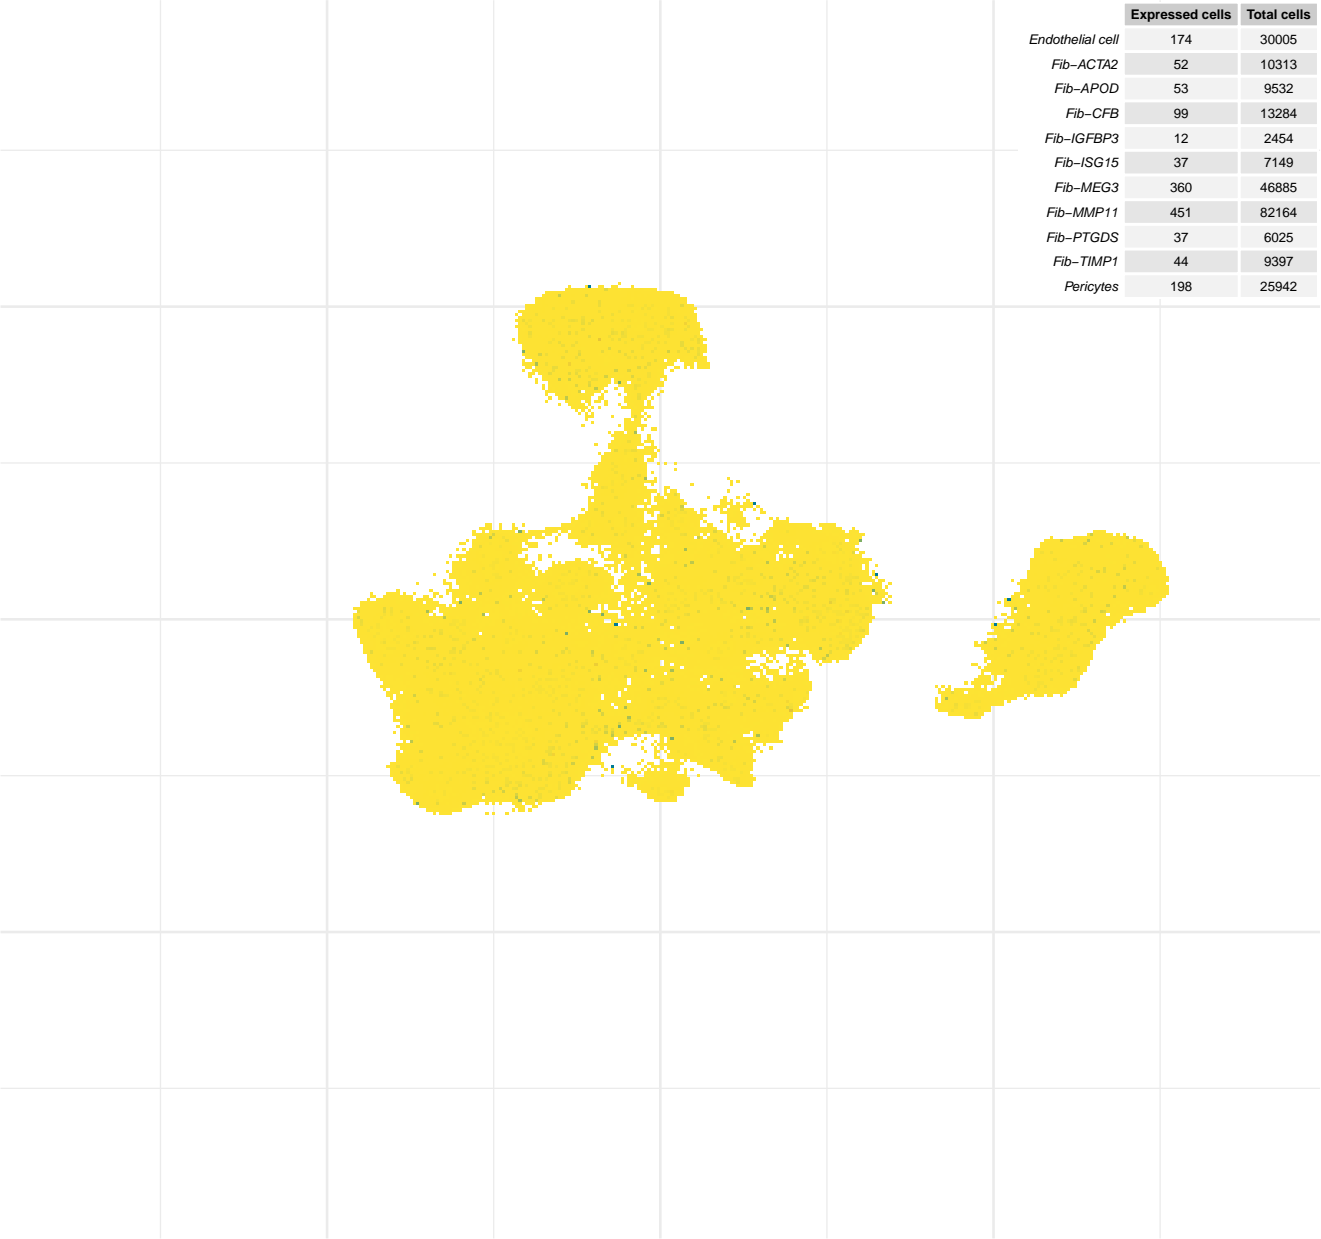 Expressed cells Total cells
Endothelial cell 174 30005
Fib−ACTA2 52 10313
Fib−APOD 53 9532
Fib−CFB 99 13284
Fib−IGFBP3 12 2454
Fib−ISG15 37 7149
Fib−MEG3 360 46885
Fib−MMP11 451 82164
Fib−PTGDS 37 6025
Fib−TIMP1 44 9397
Pericytes 198 25942